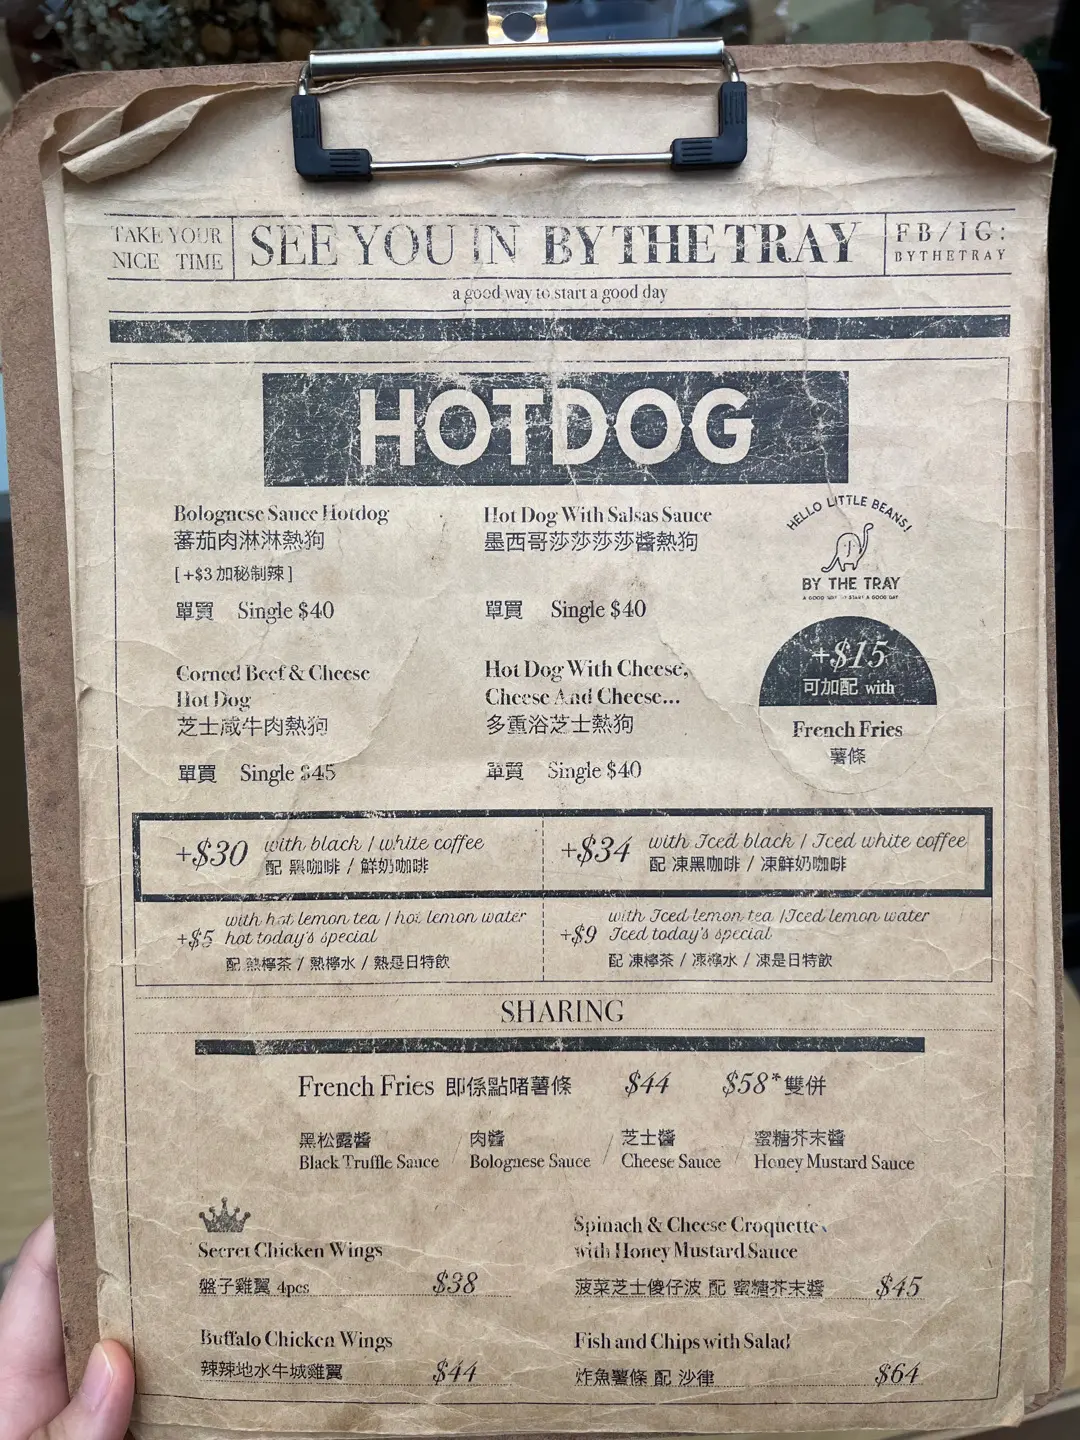 TAKE YOUR
NICE TIME
SEE YOU IN BY THE TRAY
FB/IG:
BYTHETRAY
a good way to start a good day
HOTDOG
Bolognese Sauce Hotdog
蕃茄肉淋淋熱狗
[+$3 加秘制辣]
單買 Single $40
Hot Dog With Salsas Sauce
墨西哥莎莎莎莎醬熱狗
單買 Single $40
HELLO LITTLE BEANS!
BY THE TRAY
A GOOD WAY TO START A GOOD DAY
Corned Beef & Cheese
Hot Dog
芝士咸牛肉熱狗
單買 Single $45
Hot Dog With Cheese,
Cheese And Cheese...
多重浴芝士熱狗
單買 Single $40
+$15
可加配 with
French Fries
薯條
+$30 with black / white coffee
配 黑咖啡 / 鮮奶咖啡
+$34 with Iced black / Iced white coffee
配 凍黑咖啡 / 凍鮮奶咖啡
with hot lemon tea / hot lemon water
+$5 hot today's special
配 熱檸茶 / 熱檸水 / 熱是日特飲
with Iced lemon tea /Iced lemon water
+$9 Iced today's special
配 凍檸茶 / 凍檸水 / 凍是日特飲
SHARING
French Fries 即係點啫薯條 $44 $58*雙併
黑松露醬 / 肉醬 / 芝士醬 / 蜜糖芥末醬
Black Truffle Sauce Bolognese Sauce Cheese Sauce Honey Mustard Sauce
Secret Chicken Wings
盤子雞翼 4pcs $38
Spinach & Cheese Croquettes
with Honey Mustard Sauce
菠菜芝士傻仔波 配 蜜糖芥末醬 $45
Buffalo Chicken Wings
辣辣地水牛城雞翼 $44
Fish and Chips with Salad
炸魚薯條 配 沙律 $64